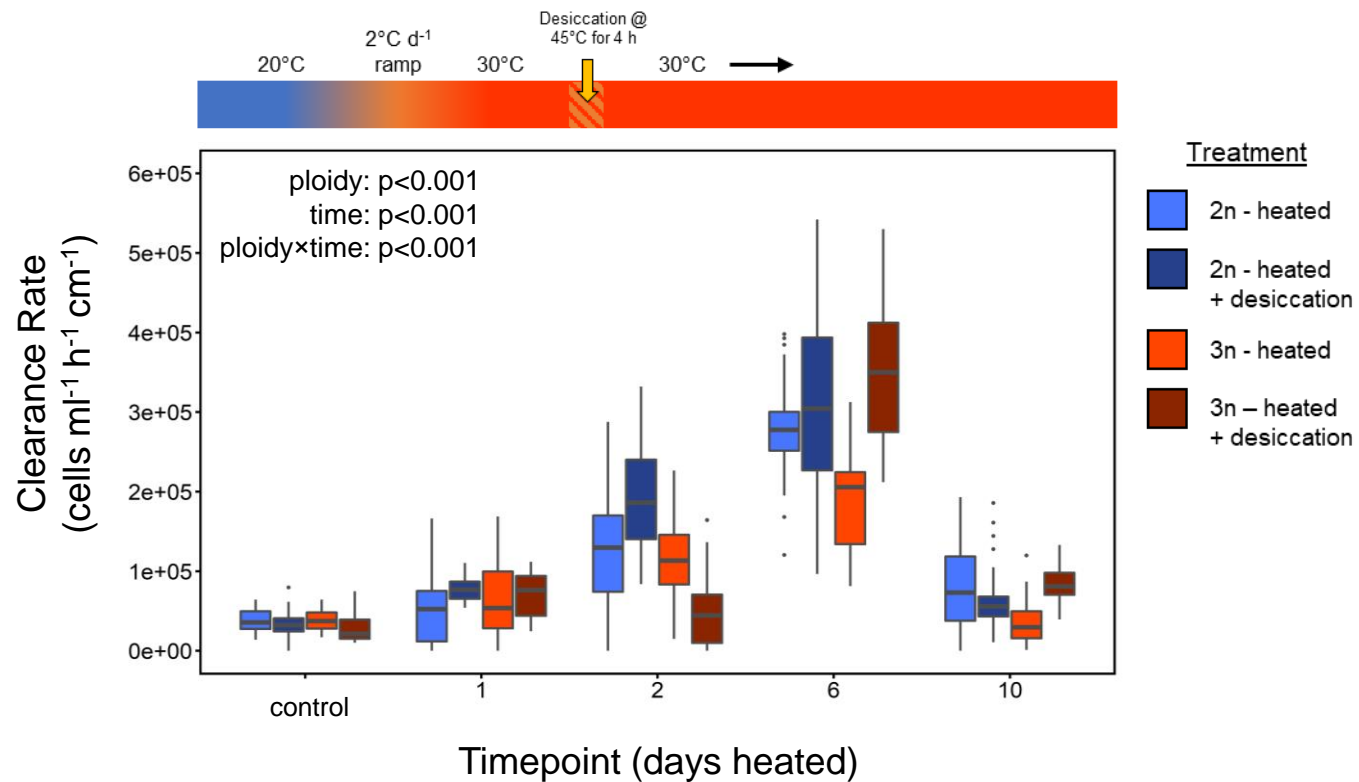 Desiccation @
45°C for 4 h
2°C d⁻¹
ramp
20°C
30°C
30°C
ploidy: p<0.001
time: p<0.001
ploidy×time: p<0.001
Clearance Rate
(cells ml⁻¹ h⁻¹ cm⁻¹)
6e+05
5e+05
4e+05
3e+05
2e+05
1e+05
0e+00
control
1
2
6
10
Timepoint (days heated)
Treatment
2n - heated
2n - heated
+ desiccation
3n - heated
3n – heated
+ desiccation